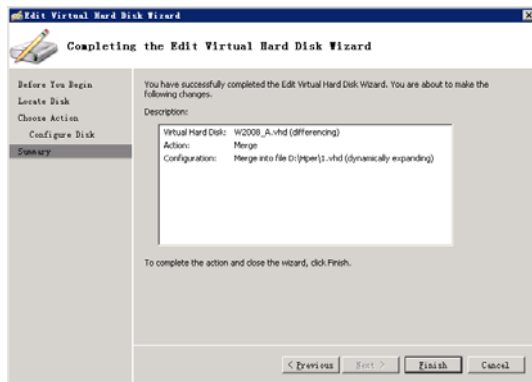 Edit Virtual Hard Disk Wizard
Completing the Edit Virtual Hard Disk Wizard
Before You Begin
Locate Disk
Choose Action
Configure Disk
Summary
You have successfully completed the Edit Virtual Hard Disk Wizard. You are about to make the
following changes.
Description:
Virtual Hard Disk: W2008_A.vhd (differencing)
Action: Merge
Configuration: Merge into file D:\Hper\1.vhd (dynamically expanding)
To complete the action and close the wizard, click Finish.
< Previous Next > Finish Cancel